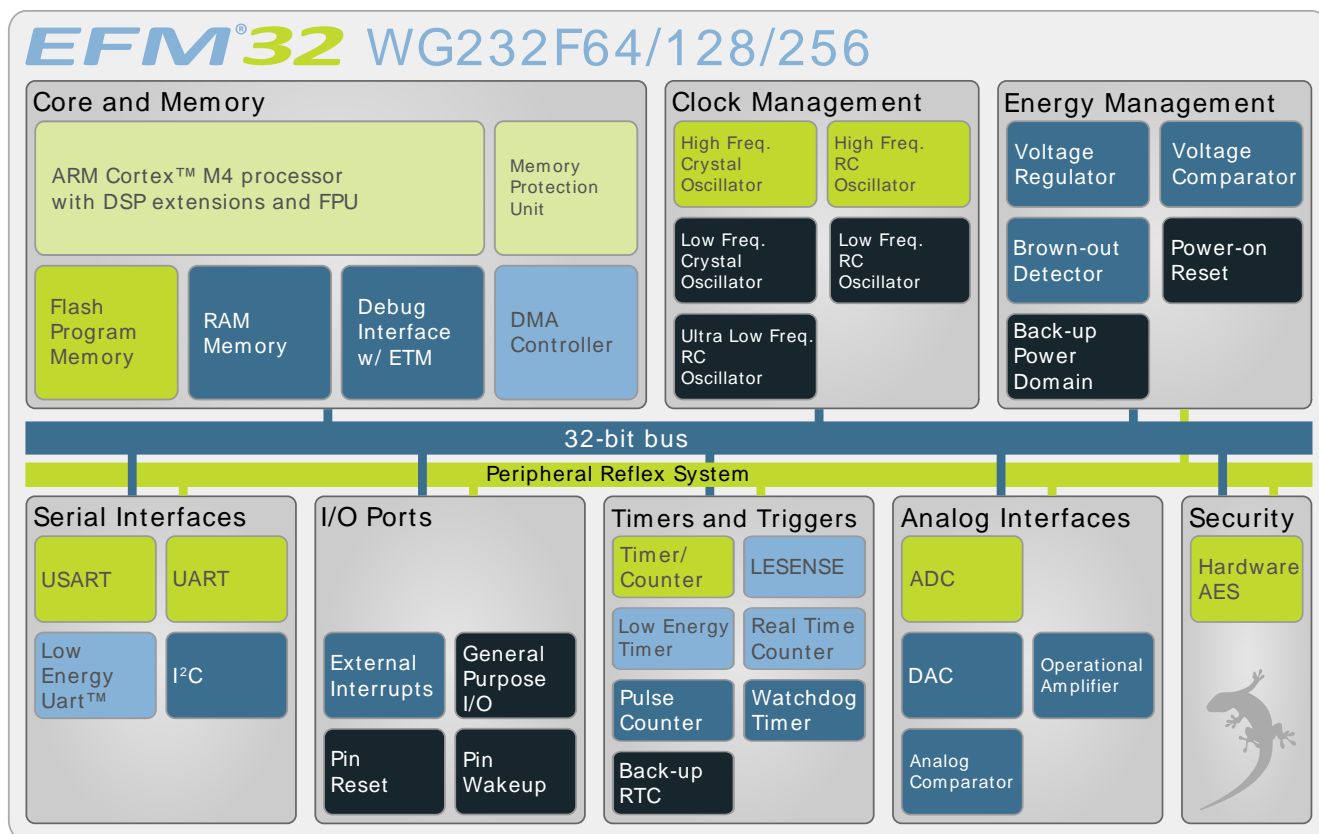 EFM®32 WG232F64/128/256
Core and Memory
ARM Cortex™ M4 processor
with DSP extensions and FPU
Memory
Protection
Unit
Flash
Program
Memory
RAM
Memory
Debug
Interface
w/ ETM
DMA
Controller
Clock Management
High Freq.
Crystal
Oscillator
High Freq.
RC
Oscillator
Low Freq.
Crystal
Oscillator
Low Freq.
RC
Oscillator
Ultra Low Freq.
RC
Oscillator
Energy Management
Voltage
Regulator
Voltage
Comparator
Brown-out
Detector
Power-on
Reset
Back-up
Power
Domain
32-bit bus
Peripheral Reflex System
Serial Interfaces
USART
UART
Low
Energy
Uart™
I²C
I/O Ports
External
Interrupts
General
Purpose
I/O
Pin
Reset
Pin
Wakeup
Timers and Triggers
Timer/
Counter
LESENSE
Low Energy
Timer
Real Time
Counter
Pulse
Counter
Watchdog
Timer
Back-up
RTC
Analog Interfaces
ADC
DAC
Operational
Amplifier
Analog
Comparator
Security
Hardware
AES